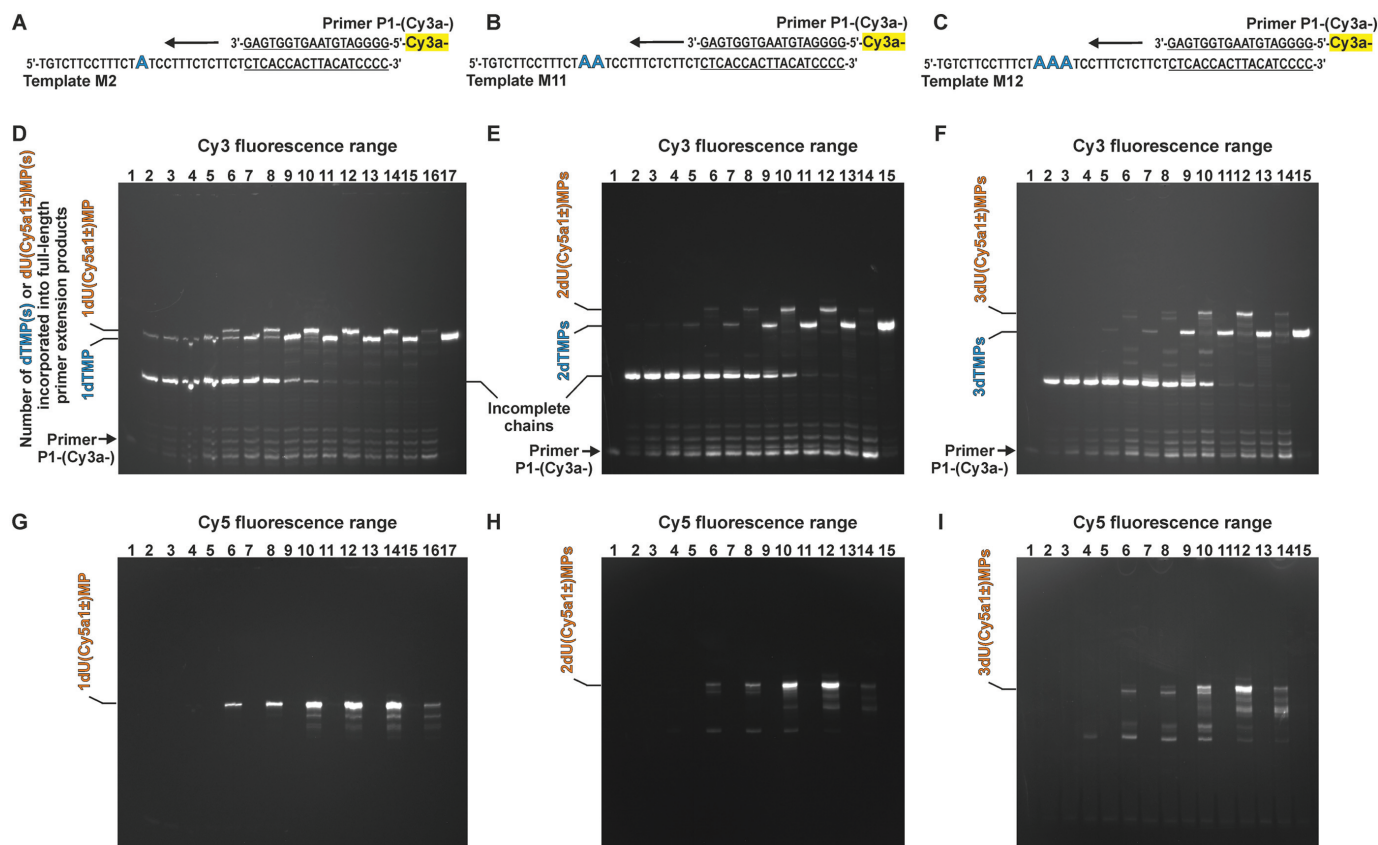 A
Primer P1-(Cy3a-)
3'-GAGTGGTGAATGTAGGGG-5'-Cy3a-
5'-TGTCTTCCTTTCTATCCTTTCTCTTCTCTCACCACTTACATCCCC-3'
Template M2
B
Primer P1-(Cy3a-)
3'-GAGTGGTGAATGTAGGGG-5'-Cy3a-
5'-TGTCTTCCTTTCTAATCCTTTCTCTTCTCTCACCACTTACATCCCC-3'
Template M11
C
Primer P1-(Cy3a-)
3'-GAGTGGTGAATGTAGGGG-5'-Cy3a-
5'-TGTCTTCCTTTCTAAATCCTTTCTCTTCTCTCACCACTTACATCCCC-3'
Template M12
D
Cy3 fluorescence range
1 2 3 4 5 6 7 8 9 10 11 12 13 14 15 16 17
Number of dTMP(s) or dU(Cy5a1±)MP(s)
incorporated into full-length
primer extension products
1dU(Cy5a1±)MP
1dTMP
Primer
P1-(Cy3a-)
Incomplete
chains
E
Cy3 fluorescence range
1 2 3 4 5 6 7 8 9 10 11 12 13 14 15
2dU(Cy5a1±)MPs
2dTMPs
Primer
P1-(Cy3a-)
F
Cy3 fluorescence range
1 2 3 4 5 6 7 8 9 10 11 12 13 14 15
3dU(Cy5a1±)MPs
3dTMPs
Primer
P1-(Cy3a-)
G
Cy5 fluorescence range
1 2 3 4 5 6 7 8 9 10 11 12 13 14 15 16 17
1dU(Cy5a1±)MP
H
Cy5 fluorescence range
1 2 3 4 5 6 7 8 9 10 11 12 13 14 15
2dU(Cy5a1±)MPs
I
Cy5 fluorescence range
1 2 3 4 5 6 7 8 9 10 11 12 13 14 15
3dU(Cy5a1±)MPs